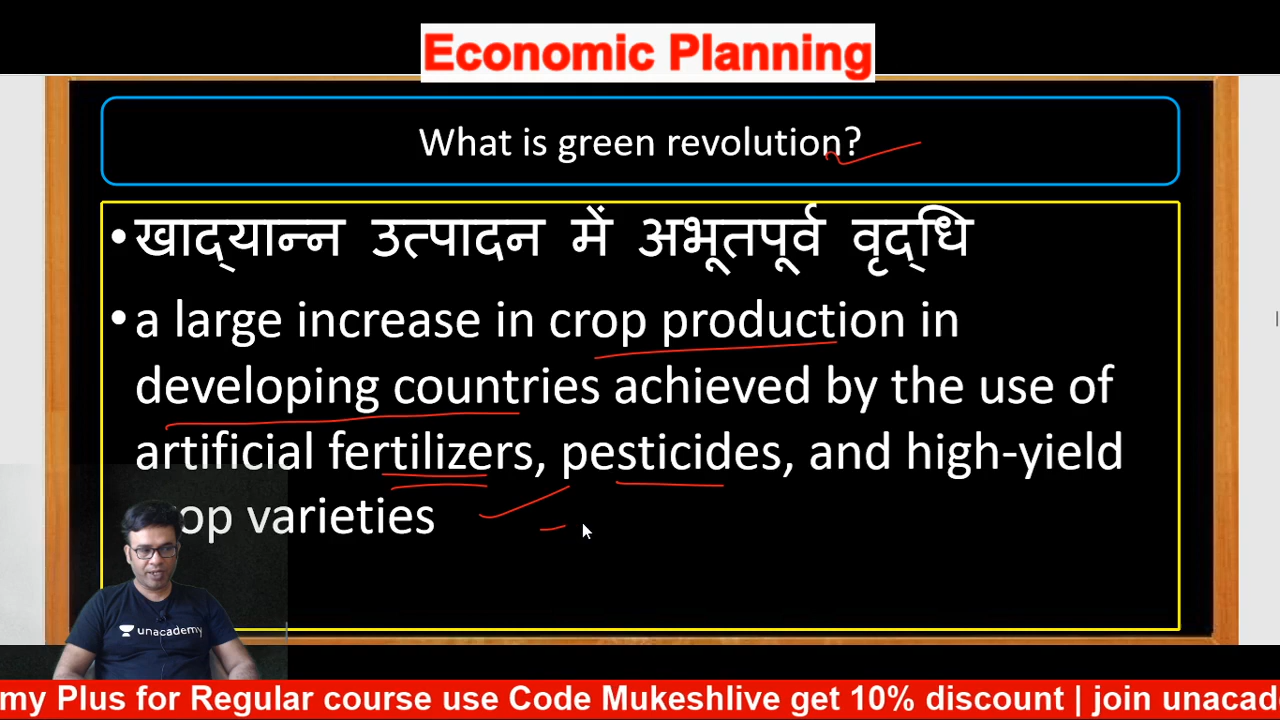 Economic Planning
What is green revolution?
•खाद्यान्न उत्पादन में अभूतपूर्व वृद्धि
•a large increase in crop production in
developing countries achieved by the use of
artificial fertilizers, pesticides, and high-yield
crop varieties
unacademy
my Plus for Regular course use Code Mukeshlive get 10% discount | join unacad